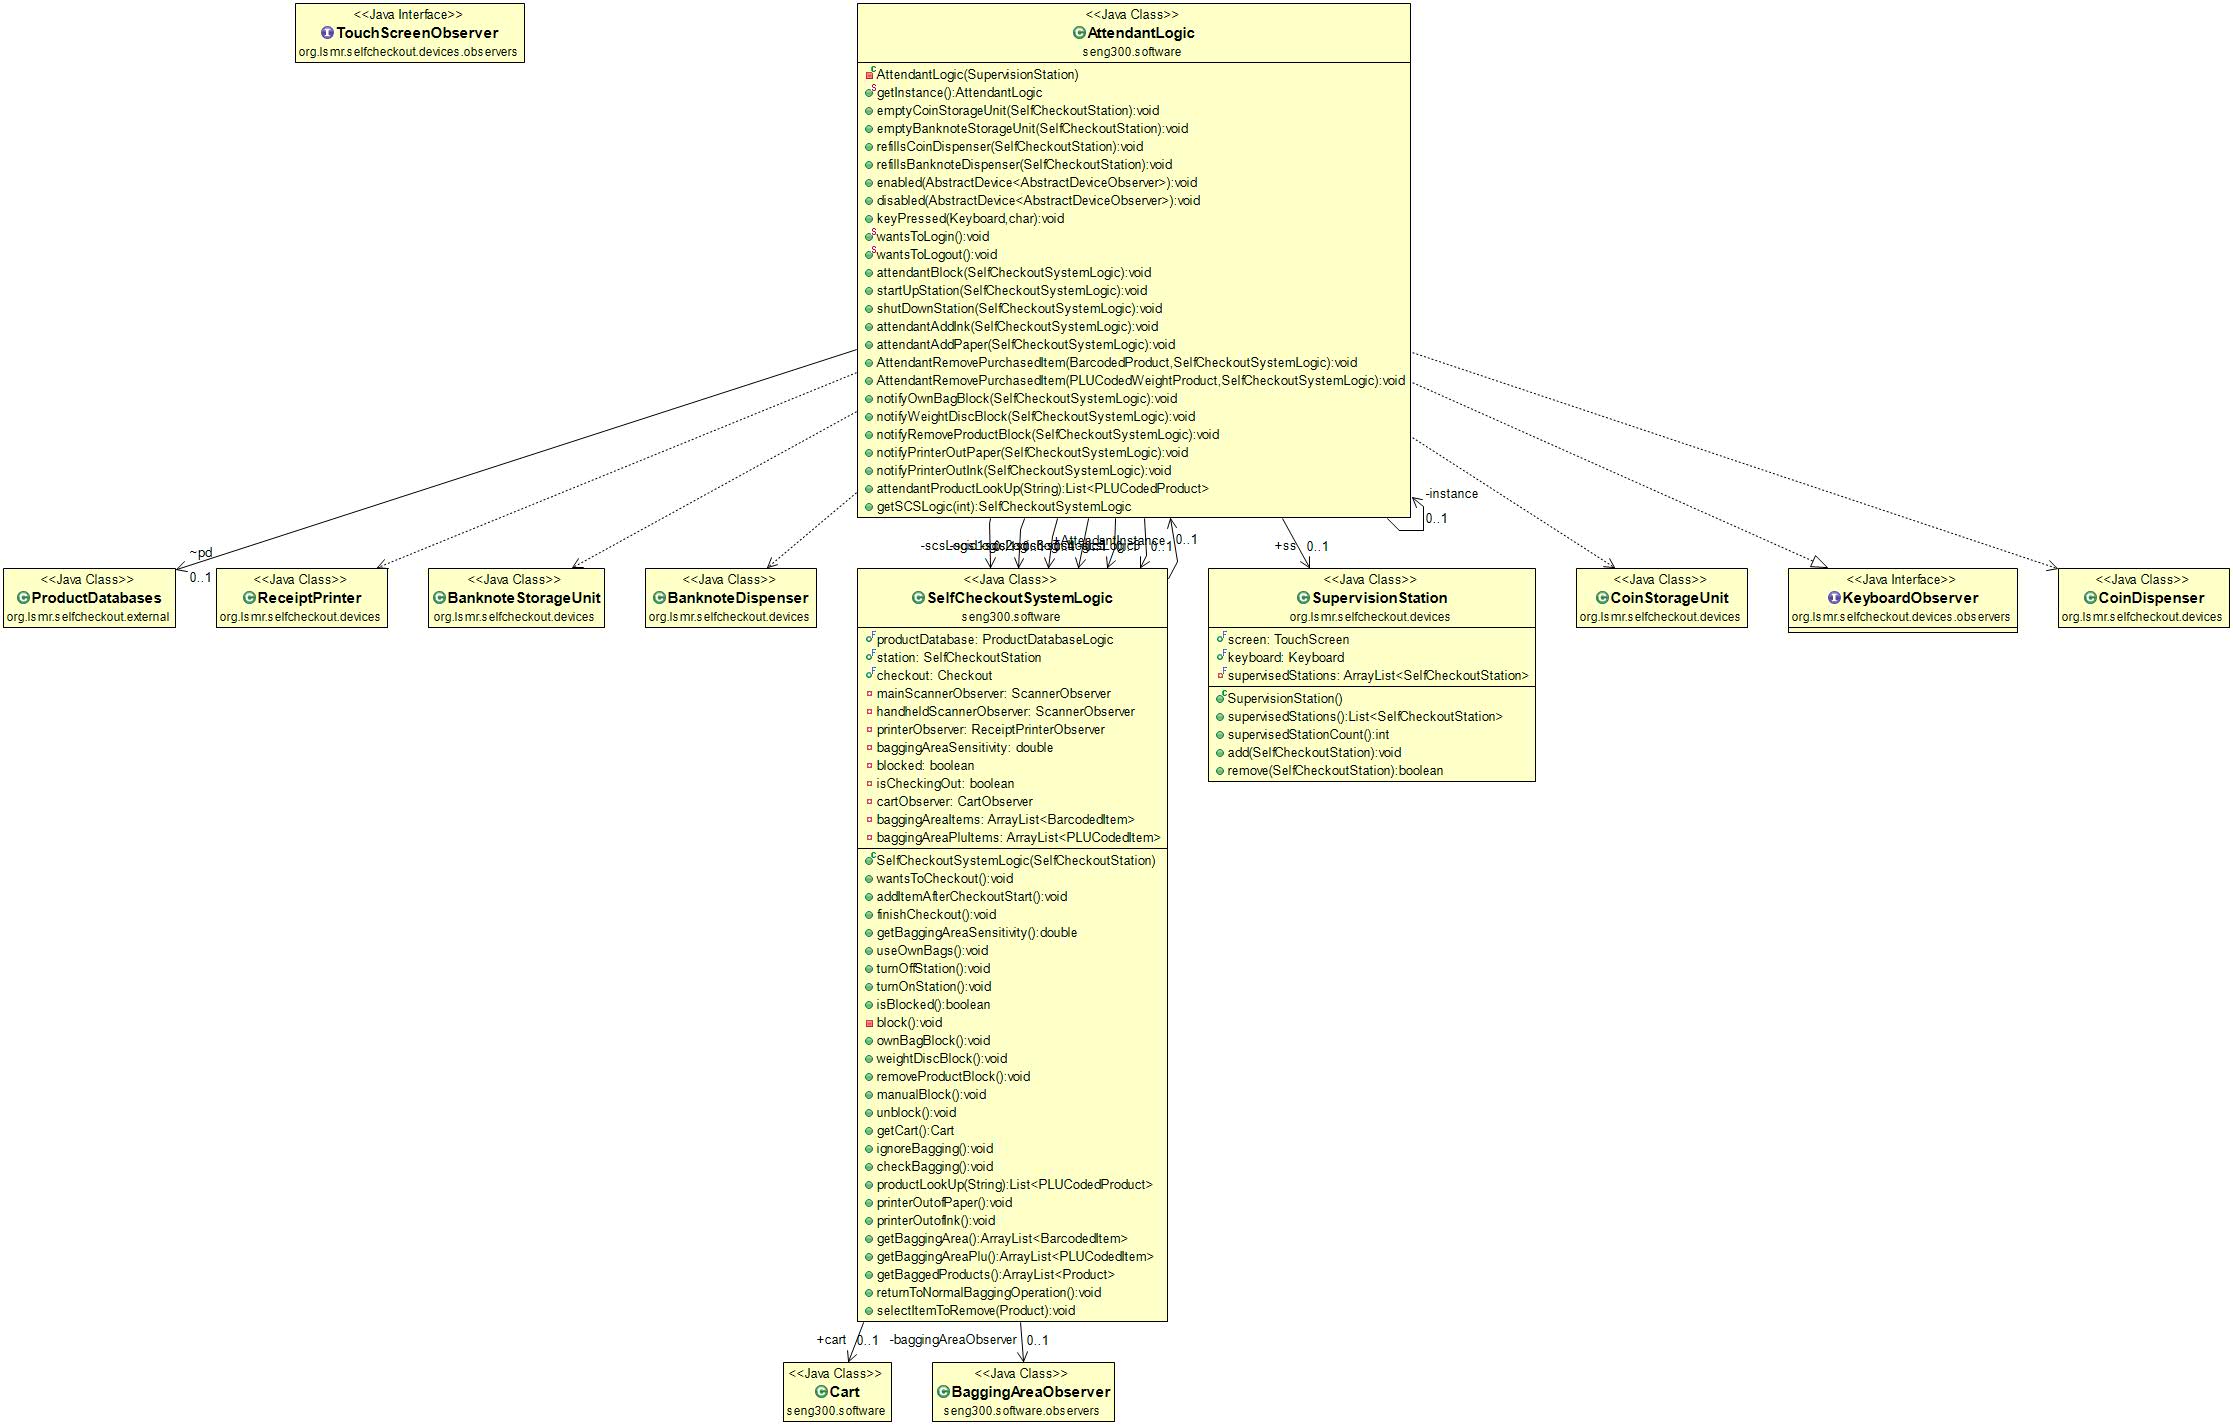 <<Java Interface>>
TouchScreenObserver
org.lsmr.selfcheckout.devices.observers
<<Java Class>>
AttendantLogic
seng300.software
AttendantLogic(SupervisionStation)
getInstance():AttendantLogic
emptyCoinStorageUnit(SelfCheckoutStation):void
emptyBanknoteStorageUnit(SelfCheckoutStation):void
refillsCoinDispenser(SelfCheckoutStation):void
refillsBanknoteDispenser(SelfCheckoutStation):void
enabled(AbstractDevice<AbstractDeviceObserver>):void
disabled(AbstractDevice<AbstractDeviceObserver>):void
keyPressed(Keyboard,char):void
wantsToLogin():void
wantsToLogout():void
attendantBlock(SelfCheckoutSystemLogic):void
startUpStation(SelfCheckoutSystemLogic):void
shutDownStation(SelfCheckoutSystemLogic):void
attendantAddInk(SelfCheckoutSystemLogic):void
attendantAddPaper(SelfCheckoutSystemLogic):void
AttendantRemovePurchasedItem(BarcodedProduct,SelfCheckoutSystemLogic):void
AttendantRemovePurchasedItem(PLUCodedWeightProduct,SelfCheckoutSystemLogic):void
notifyOwnBagBlock(SelfCheckoutSystemLogic):void
notifyWeightDiscBlock(SelfCheckoutSystemLogic):void
notifyRemoveProductBlock(SelfCheckoutSystemLogic):void
notifyPrinterOutPaper(SelfCheckoutSystemLogic):void
notifyPrinterOutInk(SelfCheckoutSystemLogic):void
attendantProductLookUp(String):List<PLUCodedProduct>
getSCSLogic(int):SelfCheckoutSystemLogic
-instance
0..1
+AttendantInstance 0..1
0..1
+ss 0..1
~pd
0..1
<<Java Class>>
ProductDatabases
org.lsmr.selfcheckout.external
<<Java Class>>
ReceiptPrinter
org.lsmr.selfcheckout.devices
<<Java Class>>
BanknoteStorageUnit
org.lsmr.selfcheckout.devices
<<Java Class>>
BanknoteDispenser
org.lsmr.selfcheckout.devices
<<Java Class>>
SelfCheckoutSystemLogic
seng300.software
productDatabase: ProductDatabaseLogic
station: SelfCheckoutStation
checkout: Checkout
mainScannerObserver: ScannerObserver
handheldScannerObserver: ScannerObserver
printerObserver: ReceiptPrinterObserver
baggingAreaSensitivity: double
blocked: boolean
isCheckingOut: boolean
cartObserver: CartObserver
baggingAreaItems: ArrayList<BarcodedItem>
baggingAreaPluItems: ArrayList<PLUCodedItem>
SelfCheckoutSystemLogic(SelfCheckoutStation)
wantsToCheckout():void
addItemAfterCheckoutStart():void
finishCheckout():void
getBaggingAreaSensitivity():double
useOwnBags():void
turnOffStation():void
turnOnStation():void
isBlocked():boolean
block():void
ownBagBlock():void
weightDiscBlock():void
removeProductBlock():void
manualBlock():void
unblock():void
getCart():Cart
ignoreBagging():void
checkBagging():void
productLookUp(String):List<PLUCodedProduct>
printerOutofPaper():void
printerOutofInk():void
getBaggingArea():ArrayList<BarcodedItem>
getBaggingAreaPlu():ArrayList<PLUCodedItem>
getBaggedProducts():ArrayList<Product>
returnToNormalBaggingOperation():void
selectItemToRemove(Product):void
<<Java Class>>
SupervisionStation
org.lsmr.selfcheckout.devices
screen: TouchScreen
keyboard: Keyboard
supervisedStations: ArrayList<SelfCheckoutStation>
SupervisionStation()
supervisedStations():List<SelfCheckoutStation>
supervisedStationCount():int
add(SelfCheckoutStation):void
remove(SelfCheckoutStation):boolean
<<Java Class>>
CoinStorageUnit
org.lsmr.selfcheckout.devices
<<Java Interface>>
KeyboardObserver
org.lsmr.selfcheckout.devices.observers
<<Java Class>>
CoinDispenser
org.lsmr.selfcheckout.devices
+cart 0..1
-baggingAreaObserver 0..1
<<Java Class>>
Cart
seng300.software
<<Java Class>>
BaggingAreaObserver
seng300.software.observers